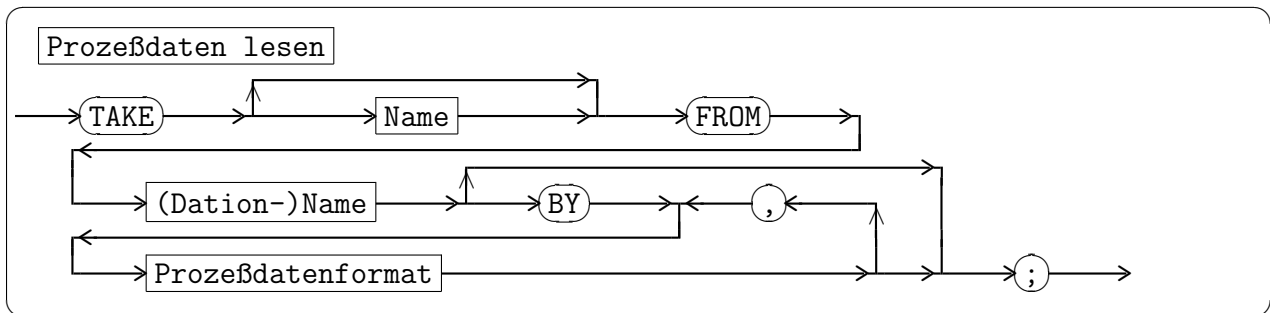 Prozeßdaten lesen
TAKE Name FROM
(Dation-)Name BY ,
Prozeßdatenformat ;